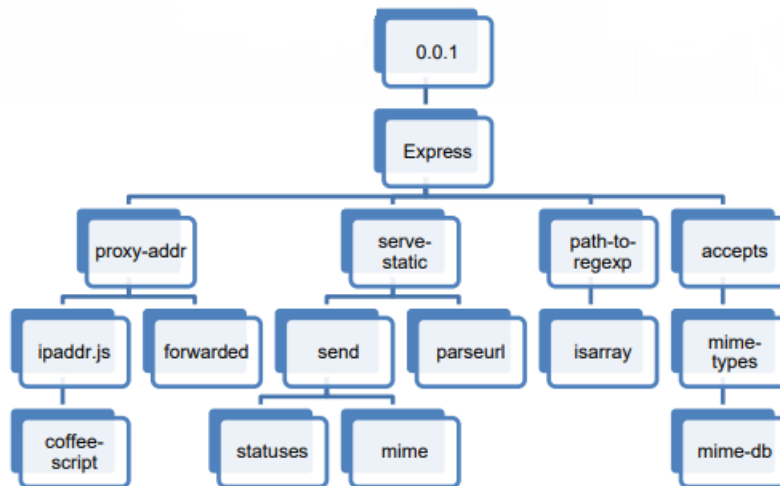 0.0.1
Express
proxy-addr
serve-
static
path-to-
regexp
accepts
ipaddr.js
forwarded
send
parseurl
isarray
mime-
types
coffee-
script
statuses
mime
mime-db